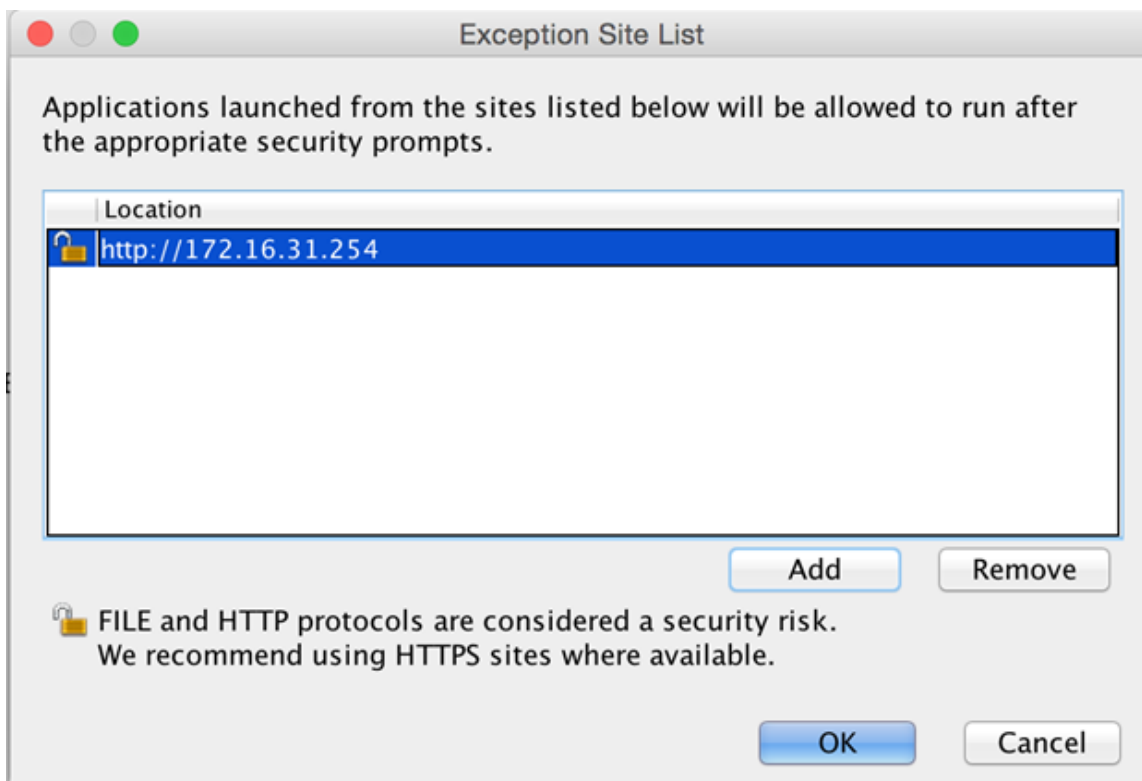 Exception Site List
Applications launched from the sites listed below will be allowed to run after
the appropriate security prompts.
Location
http://172.16.31.254
Add
Remove
FILE and HTTP protocols are considered a security risk.
We recommend using HTTPS sites where available.
OK
Cancel